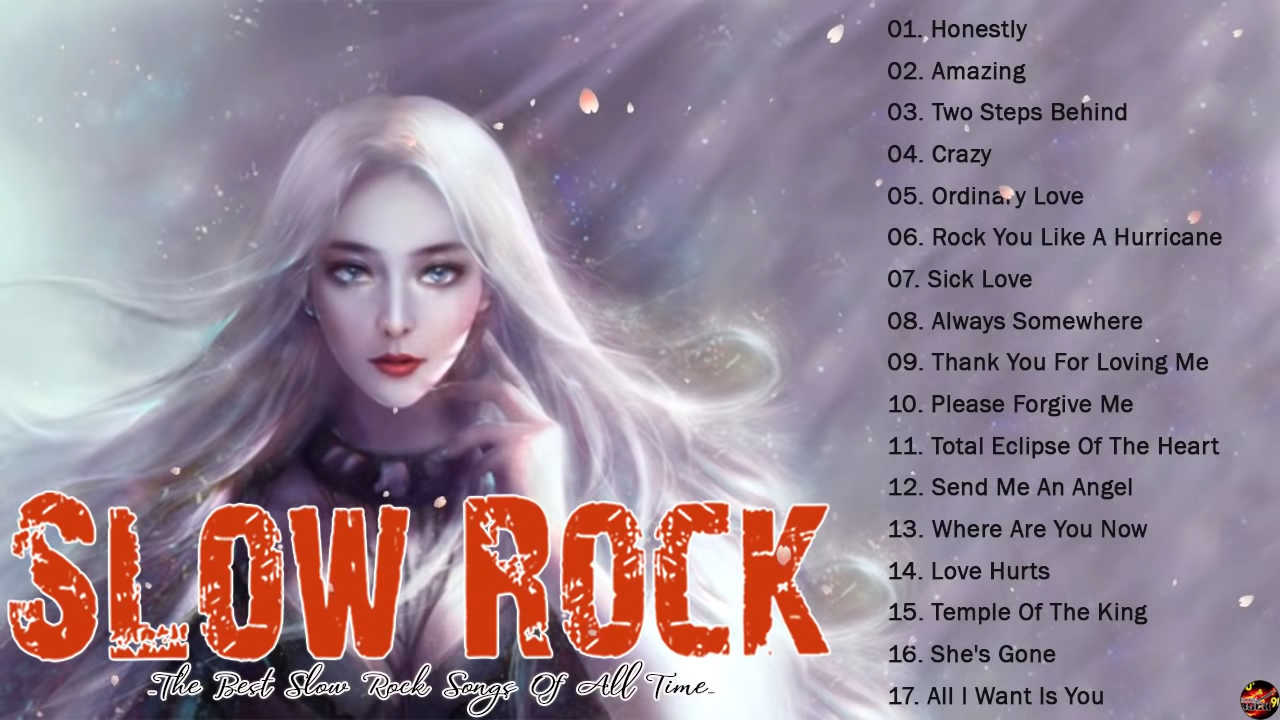 01. Honestly
02. Amazing
03. Two Steps Behind
04. Crazy
05. Ordinary Love
06. Rock You Like A Hurricane
07. Sick Love
08. Always Somewhere
09. Thank You For Loving Me
10. Please Forgive Me
11. Total Eclipse Of The Heart
12. Send Me An Angel
13. Where Are You Now
14. Love Hurts
15. Temple Of The King
16. She's Gone
17. All I Want Is You
SLOW ROCK
-The Best Slow Rock Songs Of All Time-